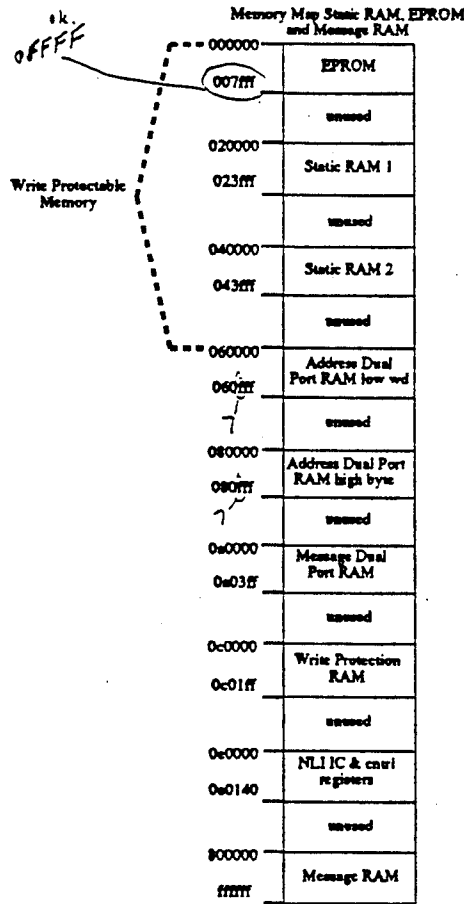 Memory Map Static RAM, EPROM
and Message RAM
ok.
0FFFF
000000
EPROM
007fff
unused
020000
Static RAM 1
023fff
Write Protectable
Memory
unused
040000
Static RAM 2
043fff
unused
060000
Address Dual
Port RAM low wd
060fff
7
unused
080000
Address Dual Port
RAM high byte
080fff
7
unused
0a0000
Message Dual
Port RAM
0a03ff
unused
0c0000
Write Protection
RAM
0c01ff
unused
0e0000
NLI IC & cntrl
registers
0e0140
unused
800000
Message RAM
ffffff